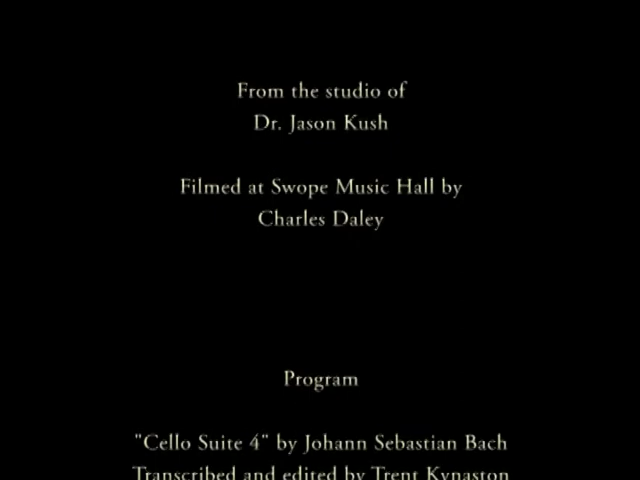 From the studio of
Dr. Jason Kush
Filmed at Swope Music Hall by
Charles Daley
Program
"Cello Suite 4" by Johann Sebastian Bach
Transcribed and edited by Trent Kynaston